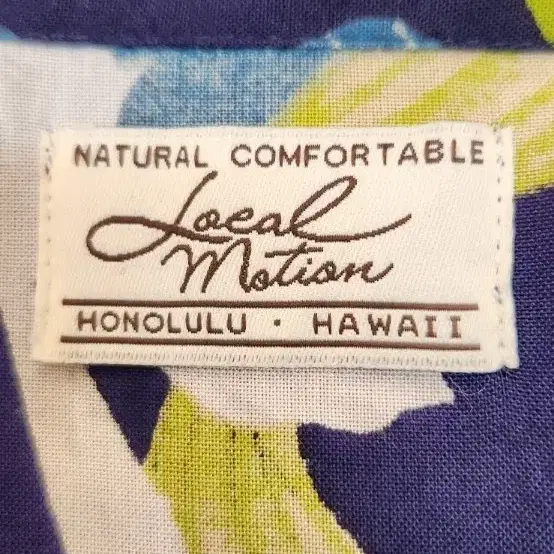 NATURAL COMFORTABLE
Local
Motion
HONOLULU · HAWAII